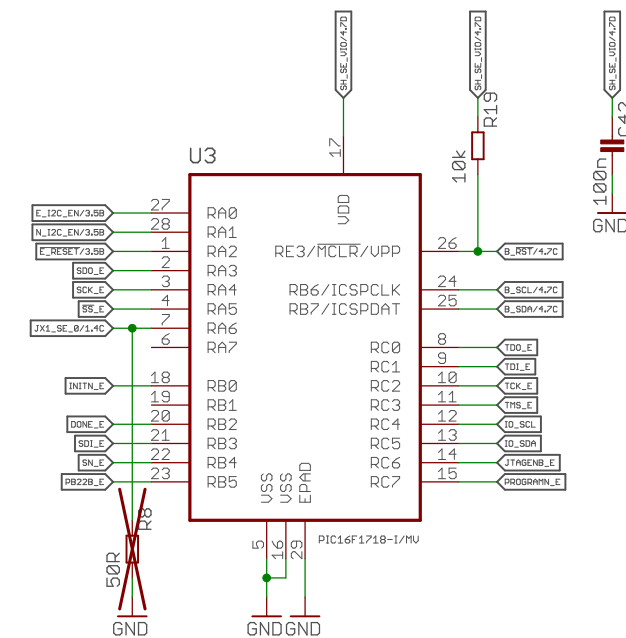 SH_SE_VIO/4.7D
SH_SE_VIO/4.7D
SH_SE_VIO/4.7D
R19
10k
C42
100n
GND
U3
17
VDD
E_I2C_EN/3.5B 27 RA0
N_I2C_EN/3.5B 28 RA1
E_RESET/3.5B 1 RA2
SDO_E 2 RA3
SCK_E 3 RA4
SS_E 4 RA5
JX1_SE_0/1.4C 7 RA6
6 RA7
INITN_E 18 RB0
19 RB1
DONE_E 20 RB2
SDI_E 21 RB3
SN_E 22 RB4
PB22B_E 23 RB5
RE3/MCLR/VPP 26 B_RST/4.7C
RB6/ICSPCLK 24 B_SCL/4.7C
RB7/ICSPDAT 25 B_SDA/4.7C
RC0 8 TDO_E
RC1 9 TDI_E
RC2 10 TCK_E
RC3 11 TMS_E
RC4 12 IO_SCL
RC5 13 IO_SDA
RC6 14 JTAGENB_E
RC7 15 PROGRAMN_E
VSS
VSS
EPAD
5
16
29
PIC16F1718-I/MV
R8
50R
GND
GND
GND